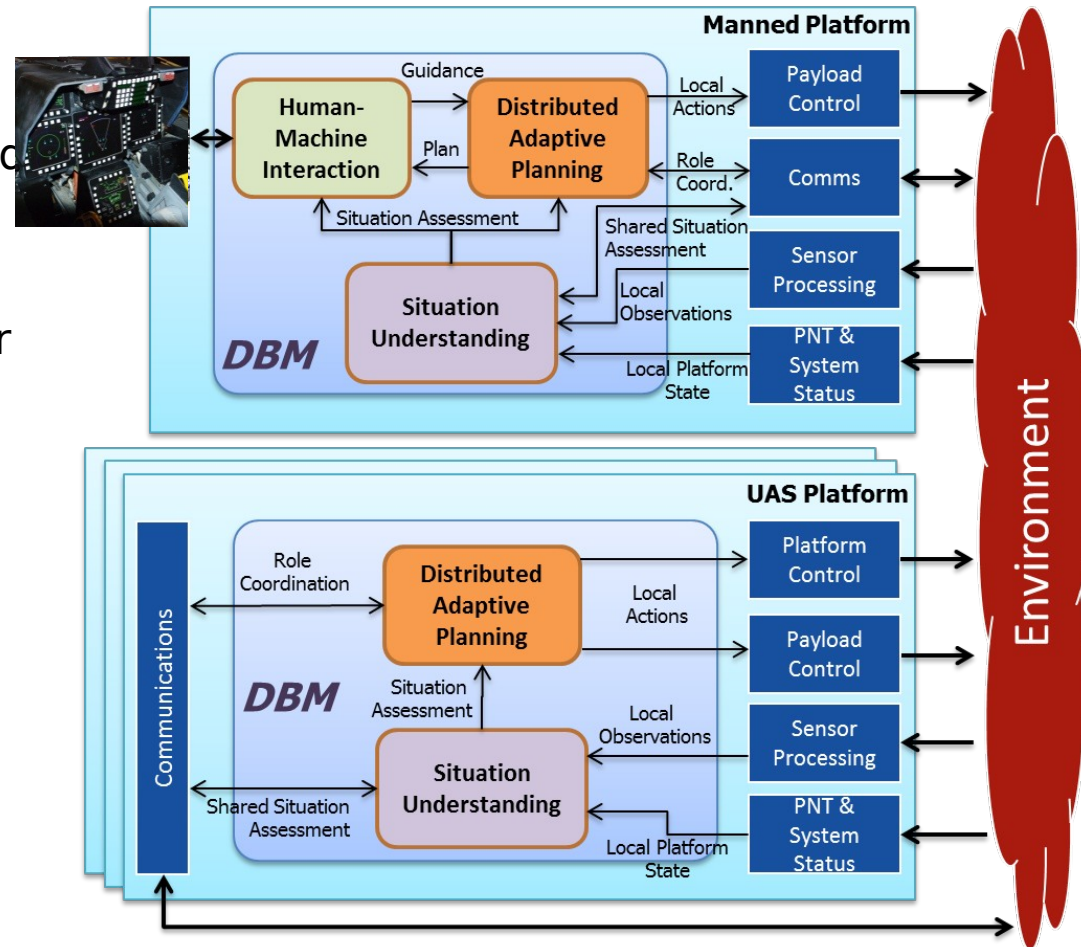 Manned Platform
Guidance
Human-
Machine
Interaction
Distributed
Adaptive
Planning
Plan
Local
Actions
Payload
Control
Role
Coord.
Comms
Situation Assessment
Shared Situation
Assessment
Sensor
Processing
Situation
Understanding
Local
Observations
DBM
Local Platform
State
PNT &
System
Status
c
r
UAS Platform
Communications
Role
Coordination
Distributed
Adaptive
Planning
Local
Actions
Platform
Control
Payload
Control
DBM
Situation
Assessment
Local
Observations
Sensor
Processing
Situation
Understanding
Shared Situation
Assessment
Local Platform
State
PNT &
System
Status
Environment